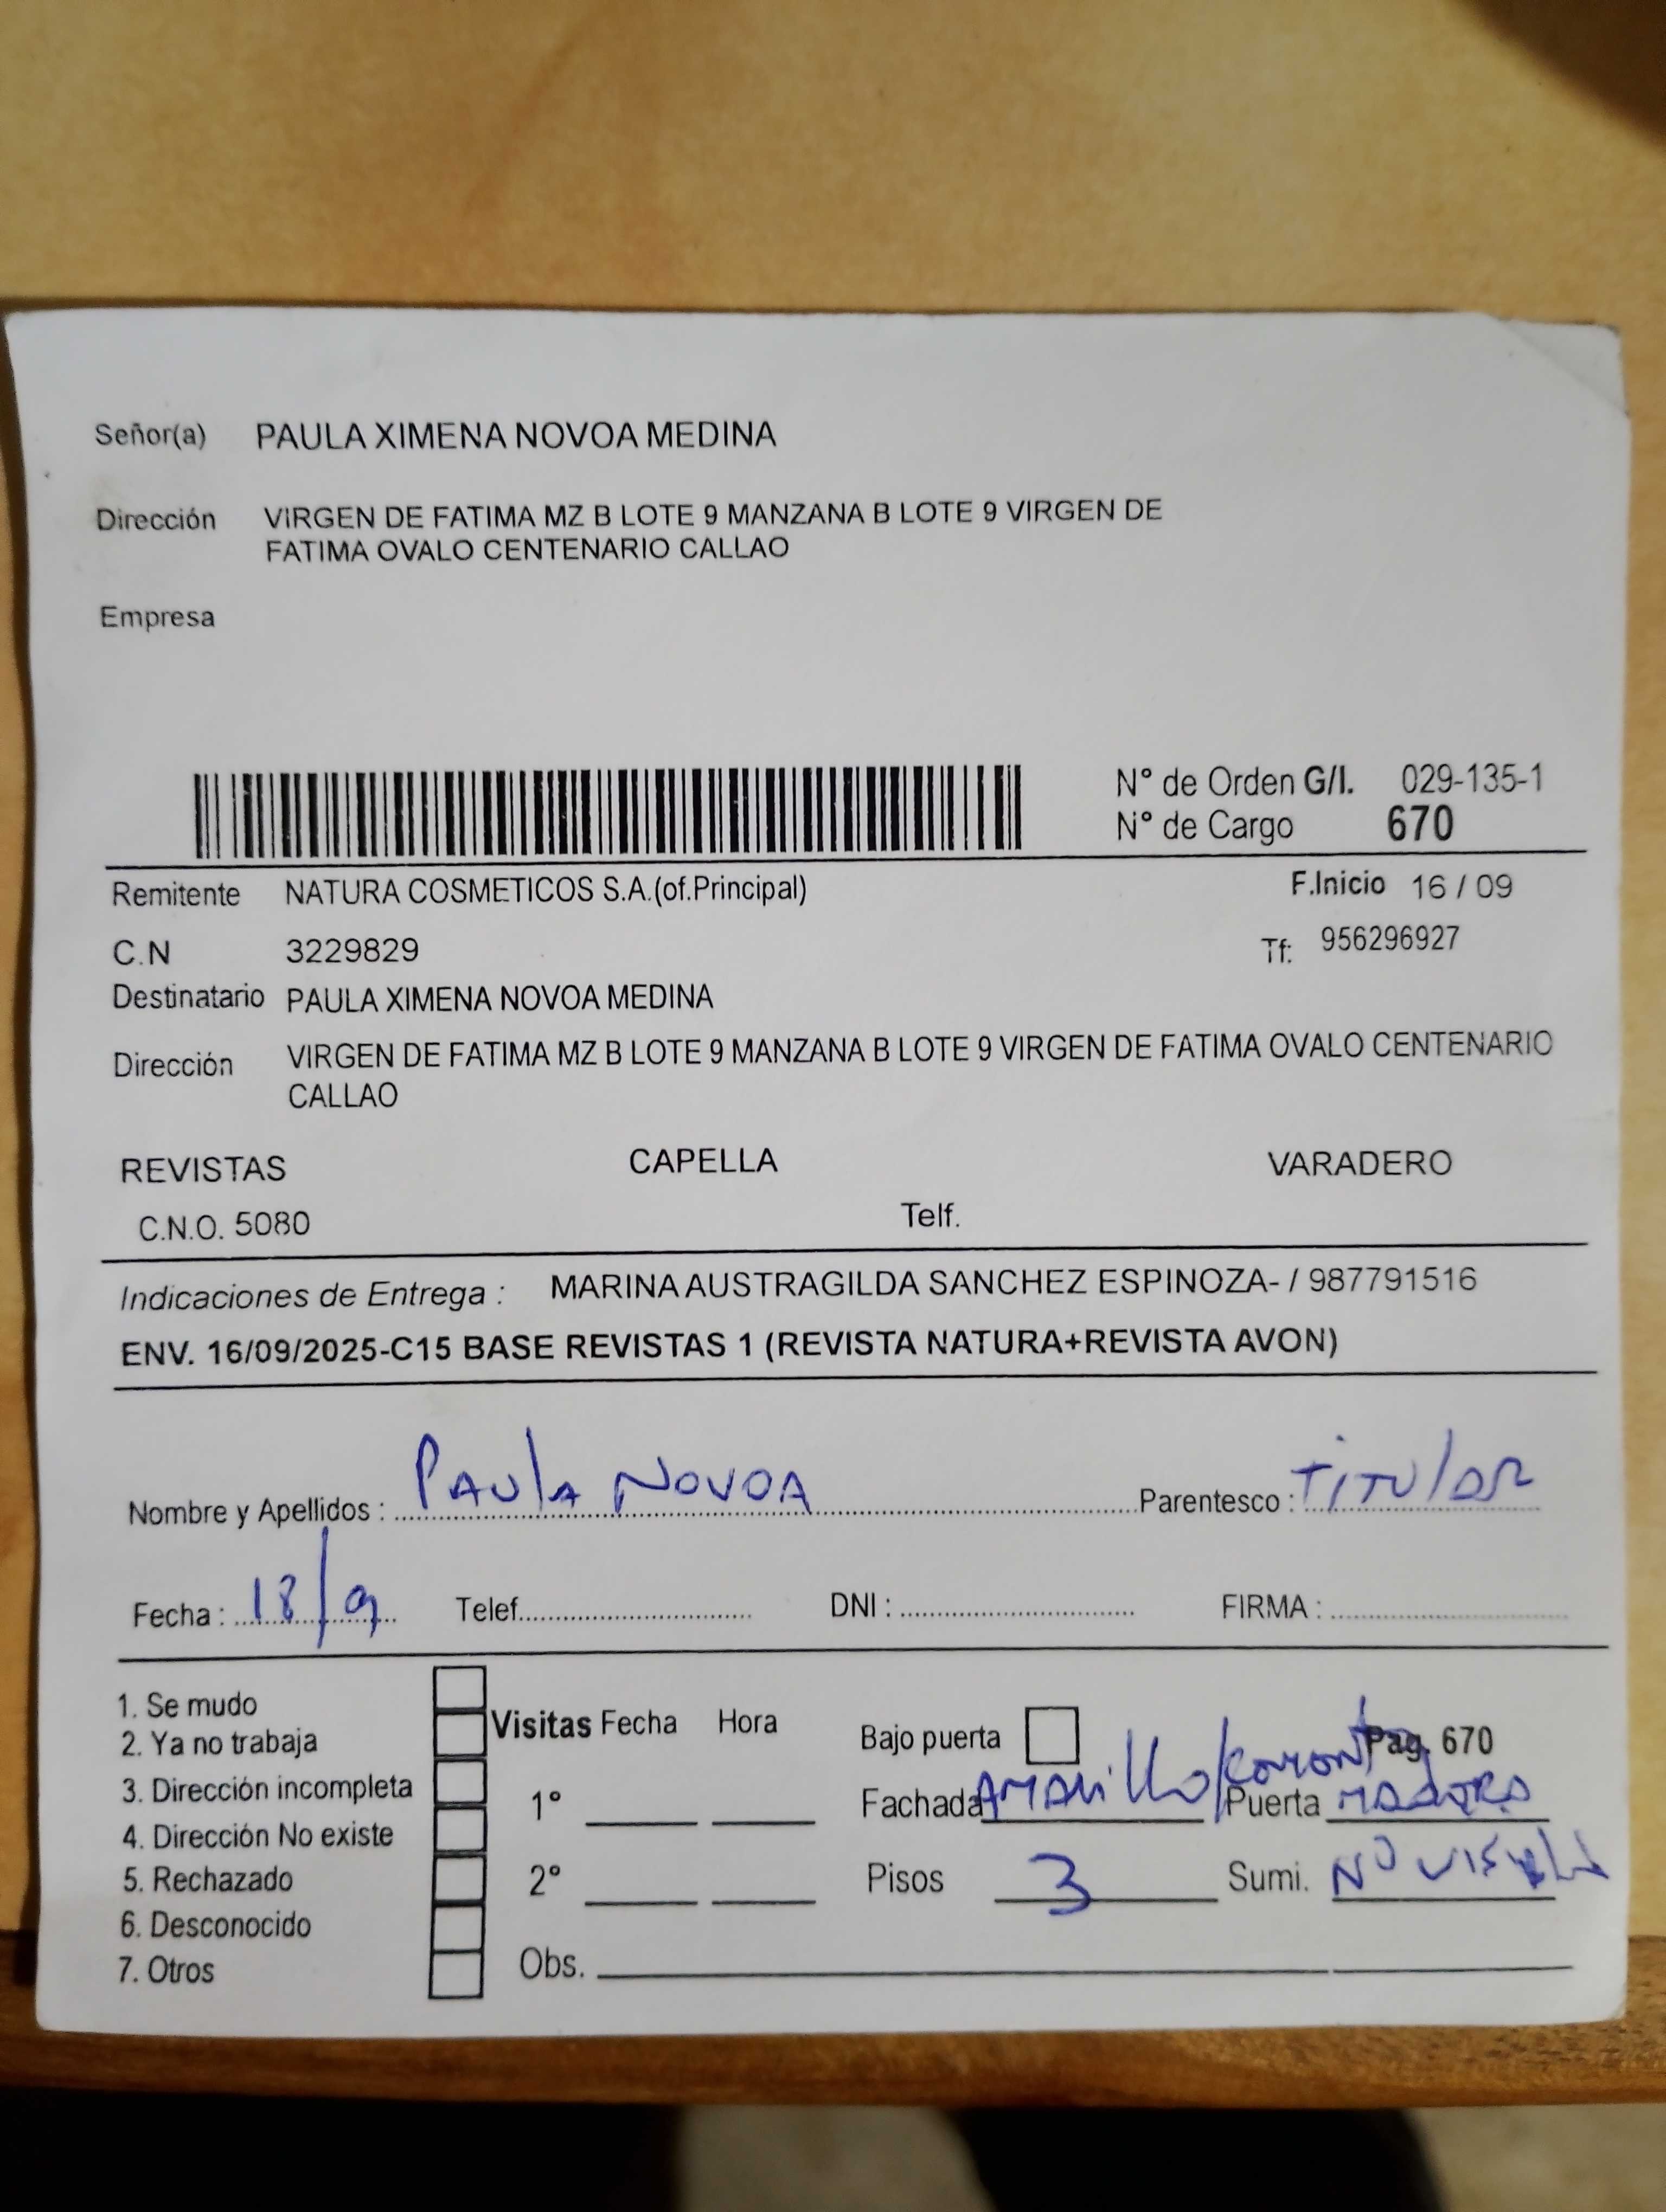 Señor(a) PAULA XIMENA NOVOA MEDINA
Dirección VIRGEN DE FATIMA MZ B LOTE 9 MANZANA B LOTE 9 VIRGEN DE
FATIMA OVALO CENTENARIO CALLAO
Empresa
N° de Orden G/I. 029-135-1
N° de Cargo 670
Remitente NATURA COSMETICOS S.A.(of.Principal) F.Inicio 16 / 09
C.N 3229829 Tf: 956296927
Destinatario PAULA XIMENA NOVOA MEDINA
Dirección VIRGEN DE FATIMA MZ B LOTE 9 MANZANA B LOTE 9 VIRGEN DE FATIMA OVALO CENTENARIO
CALLAO
REVISTAS CAPELLA VARADERO
C.N.O. 5080 Telf.
Indicaciones de Entrega : MARINA AUSTRAGILDA SANCHEZ ESPINOZA- / 987791516
ENV. 16/09/2025-C15 BASE REVISTAS 1 (REVISTA NATURA+REVISTA AVON)
Nombre y Apellidos : PAula NOVOA Parentesco : TiTulAR
Fecha : 18/9 Telef. DNI : FIRMA :
1. Se mudo
2. Ya no trabaja
3. Dirección incompleta
4. Dirección No existe
5. Rechazado
6. Desconocido
7. Otros
Visitas Fecha Hora
1°
2°
Obs.
Bajo puerta Pag. 670
Fachada AMARillo/ Puerta MADERA
Pisos 3 Sumi. No